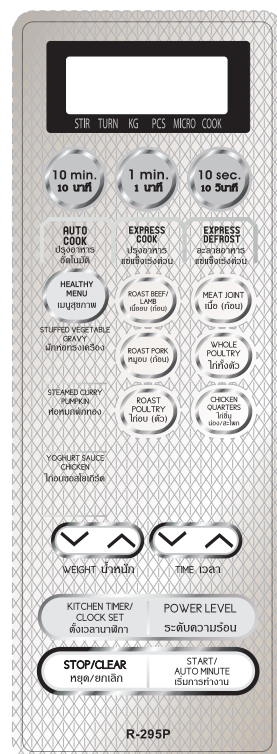 STIR TURN KG PCS MICRO COOK
10 min. 1 min. 10 sec.
10 นาที 1 นาที 10 วินาที
AUTO
COOK
ปรุงอาหาร
อัตโนมัติ
EXPRESS
COOK
ปรุงอาหาร
แช่แข็งเร่งด่วน
EXPRESS
DEFROST
ละลายอาหาร
แช่แข็งเร่งด่วน
HEALTHY
MENU
เมนูสุขภาพ
ROAST BEEF/
LAMB
เนื้ออบ (ก้อน)
MEAT JOINT
เนื้อ (ก้อน)
STUFFED VEGETABLE
GRAVY
ผักห่อทรงเครื่อง
ROAST PORK
หมูอบ (ก้อน)
WHOLE
POULTRY
ไก่ทั้งตัว
STEAMED CURRY
PUMPKIN
ห่อหมกฟักทอง
ROAST
POULTRY
ไก่อบ (ตัว)
CHICKEN
QUARTERS
ไก่ชิ้น
น่อง/สะโพก
YOGHURT SAUCE
CHICKEN
ไก่อบซอสโยเกิร์ต
WEIGHT น้ำหนัก TIME เวลา
KITCHEN TIMER/
CLOCK SET
ตั้งเวลานาฬิกา
POWER LEVEL
ระดับความร้อน
STOP/CLEAR
หยุด/ยกเลิก
START/
AUTO MINUTE
เริ่มการทำงาน
R-295P